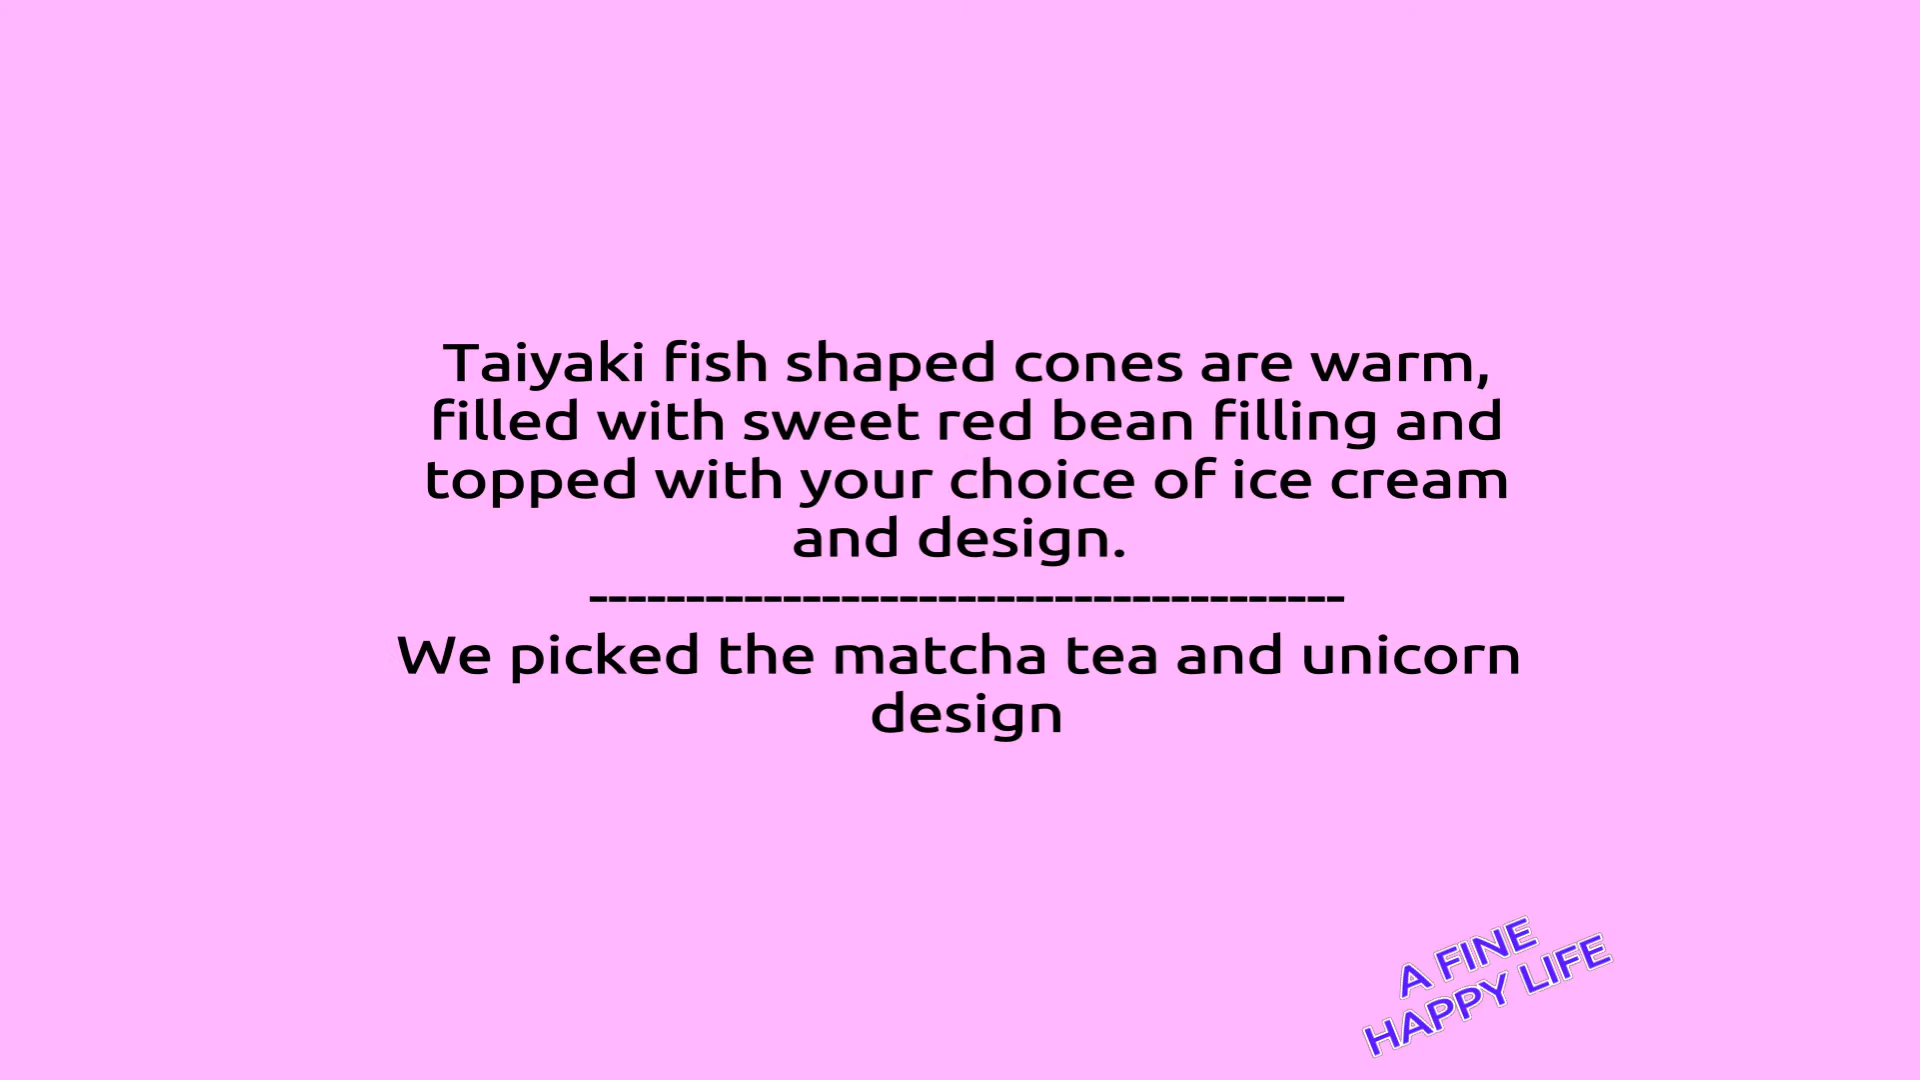 Taiyaki fish shaped cones are warm,
filled with sweet red bean filling and
topped with your choice of ice cream
and design.
---------------------------------------
We picked the matcha tea and unicorn
design
A FINE
HAPPY LIFE